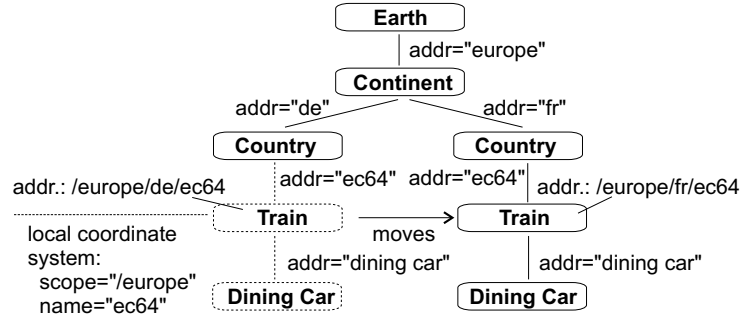 Earth
addr="europe"
Continent
addr="de"
addr="fr"
Country
Country
addr.: /europe/de/ec64
addr="ec64"
addr="ec64"
addr.: /europe/fr/ec64
Train
moves
Train
local coordinate
system:
scope="/europe"
name="ec64"
addr="dining car"
addr="dining car"
Dining Car
Dining Car